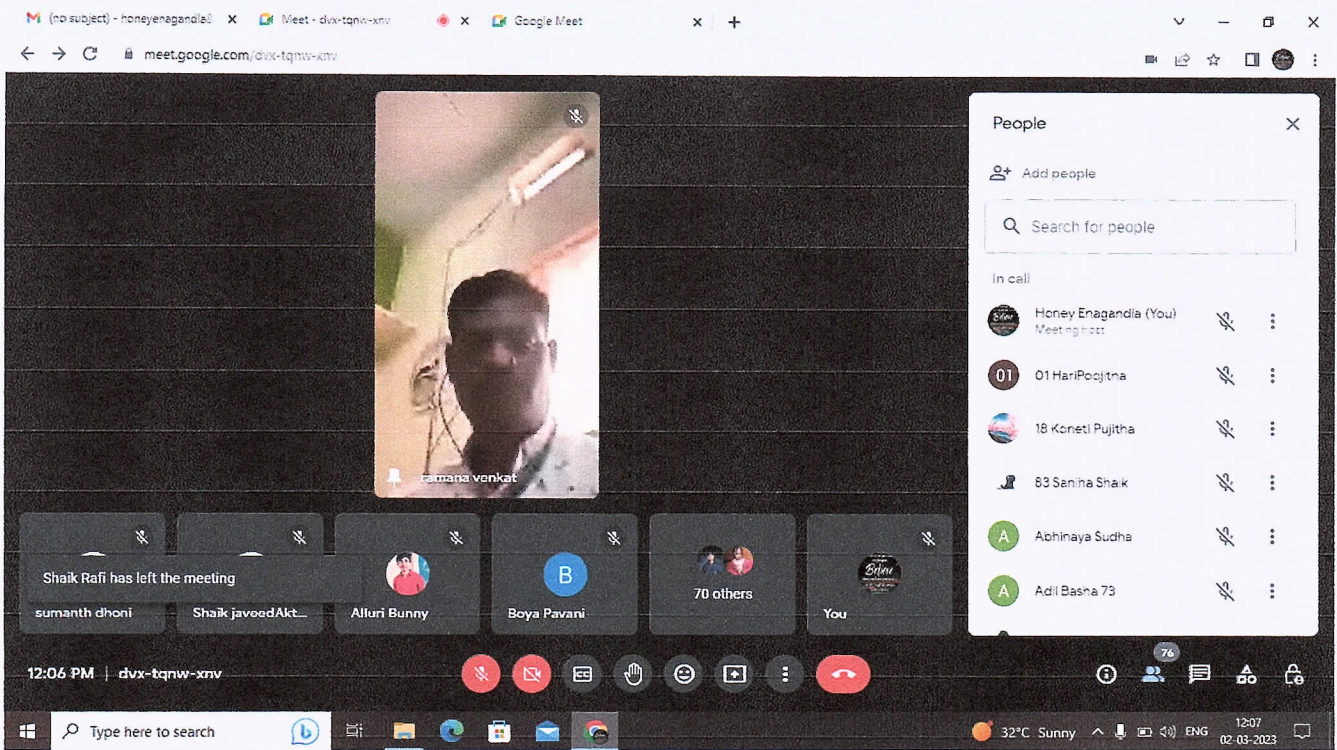 (no subject) - honeyenagandla8
Meet - dvx-tqnw-xnv
Google Meet
meet.google.com/dvx-tqnw-xnv
ramana venkat
Shaik Rafi has left the meeting
sumanth dhoni
Shaik javeedAkt...
Alluri Bunny
B
Boya Pavani
70 others
Believe
You
People
Add people
Search for people
In call
Honey Enagandla (You)
Meeting host
01
01 HariPoojitha
18 Koneti Pujitha
83 Saniha Shaik
A
Abhinaya Sudha
A
Adil Basha 73
12:06 PM | dvx-tqnw-xnv
CC
76
Type here to search
32°C Sunny
ENG
12:07
02-03-2023